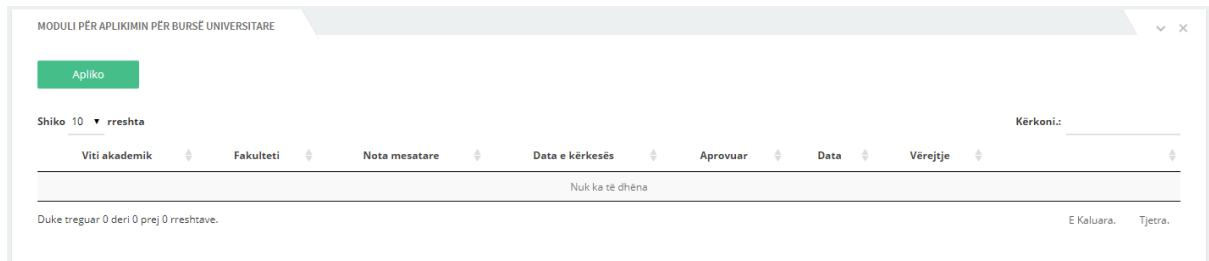 MODULI PËR APLIKIMIN PËR BURSË UNIVERSITARE
Apliko
Shiko 10 rreshta Kërkoni.:
Viti akademik Fakulteti Nota mesatare Data e kërkesës Aprovuar Data Vërejtje
Nuk ka të dhëna
Duke treguar 0 deri 0 prej 0 rreshtave. E Kaluara. Tjetra.